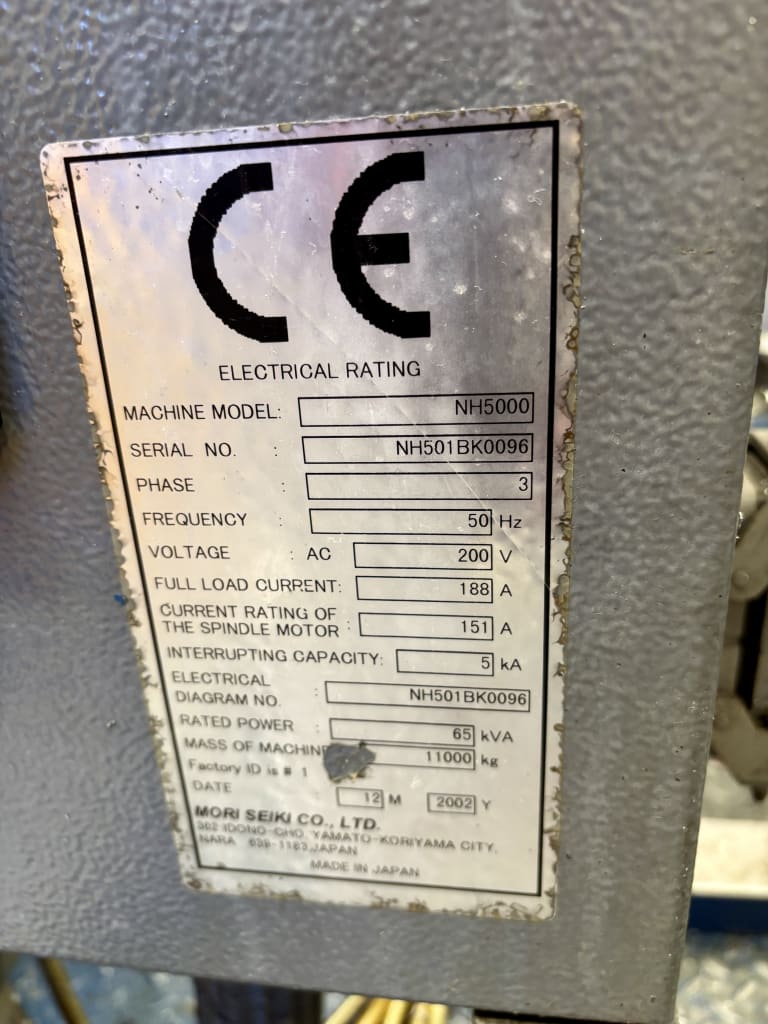 CE
ELECTRICAL RATING
MACHINE MODEL: NH5000
SERIAL NO. : NH501BK0096
PHASE : 3
FREQUENCY : 50 Hz
VOLTAGE : AC 200 V
FULL LOAD CURRENT: 188 A
CURRENT RATING OF
THE SPINDLE MOTOR : 151 A
INTERRUPTING CAPACITY: 5 kA
ELECTRICAL
DIAGRAM NO. : NH501BK0096
RATED POWER : 65 kVA
MASS OF MACHINE 11000 kg
Factory ID is # 1
DATE 12 M 2002 Y
MORI SEIKI CO., LTD.
362 IDONO-CHO, YAMATO-KORIYAMA CITY,
NARA 639-1183,JAPAN
MADE IN JAPAN